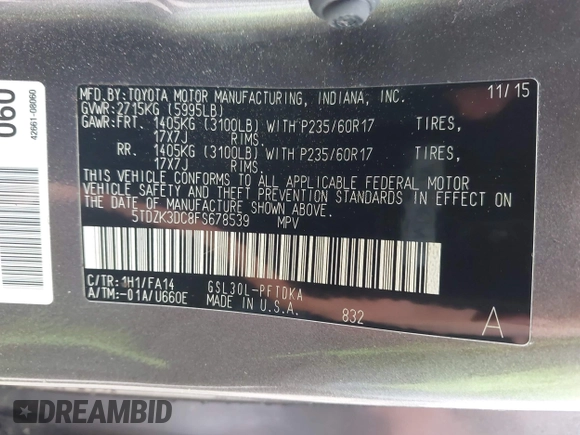 MFD.BY:TOYOTA MOTOR MANUFACTURING, INDIANA, INC. 11/15
GVWR:2715KG (5995LB)
GAWR:FRT. 1405KG (3100LB) WITH P235/60R17 TIRES,
17X7J RIMS.
RR. 1405KG (3100LB) WITH P235/60R17 TIRES,
17X7J RIMS.
THIS VEHICLE CONFORMS TO ALL APPLICABLE FEDERAL MOTOR
VEHICLE SAFETY AND THEFT PREVENTION STANDARDS IN EFFECT ON
THE DATE OF MANUFACTURE SHOWN ABOVE.
5TDZK3DC8FS678539 MPV
C/TR:1H1/FA14 GSL30L-PFTDKA
A/TM:-01A/U660E MADE IN U.S.A.
832 A
060
42661-08060
DREAMBID